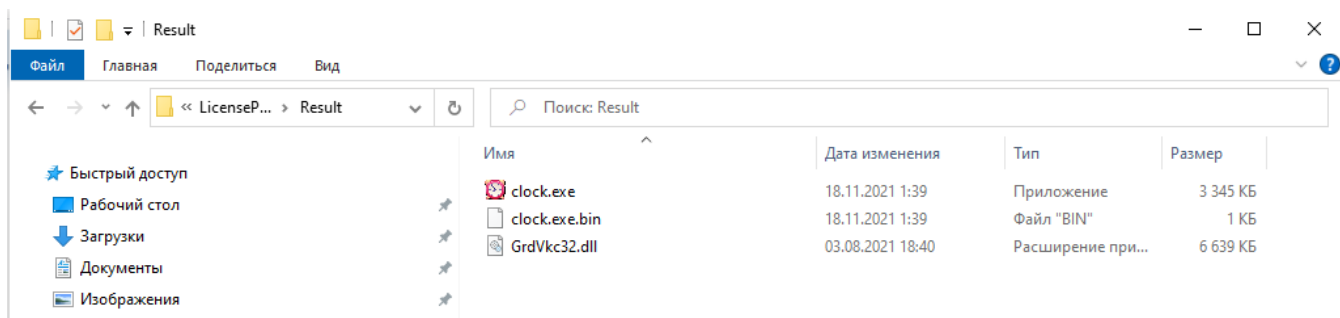 Result
Файл Главная Поделиться Вид
« LicenseP... › Result Поиск: Result
Имя Дата изменения Тип Размер
Быстрый доступ
Рабочий стол
Загрузки
Документы
Изображения
clock.exe 18.11.2021 1:39 Приложение 3 345 КБ
clock.exe.bin 18.11.2021 1:39 Файл "BIN" 1 КБ
GrdVkc32.dll 03.08.2021 18:40 Расширение при... 6 639 КБ